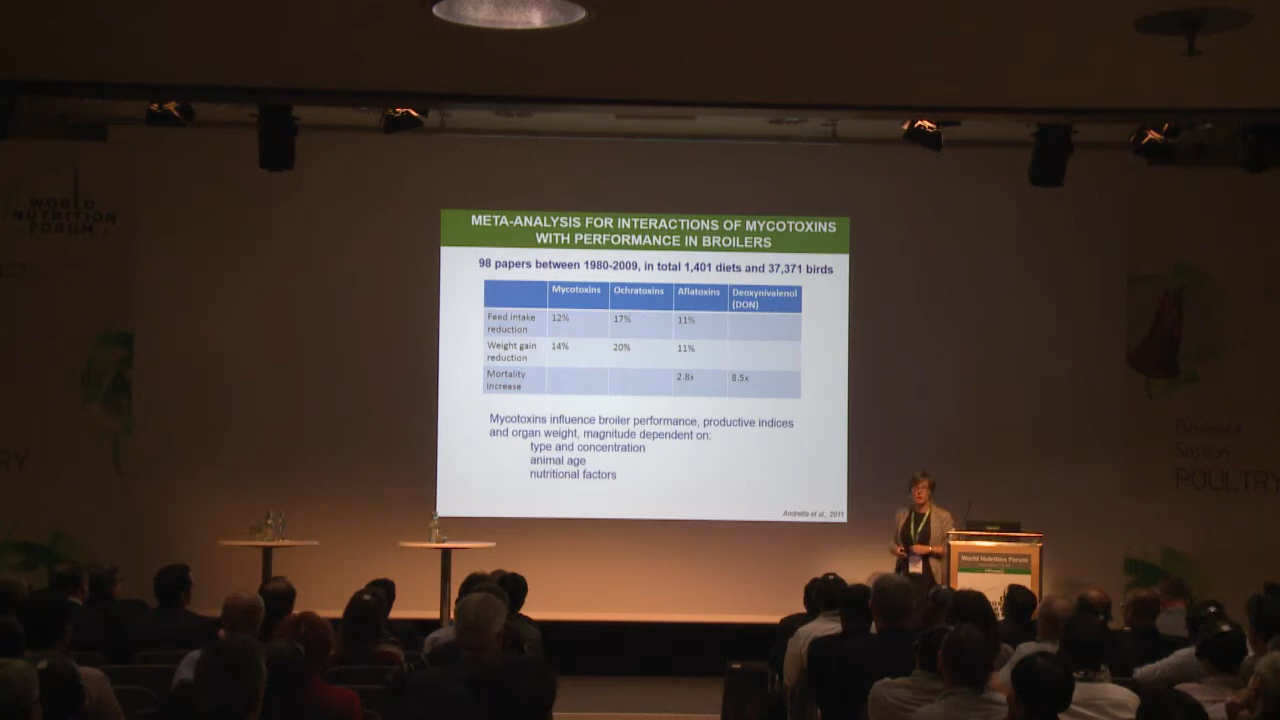 WORLD
NUTRITION
FORUM
META-ANALYSIS FOR INTERACTIONS OF MYCOTOXINS
WITH PERFORMANCE IN BROILERS
98 papers between 1980-2009, in total 1,401 diets and 37,371 birds
Mycotoxins Ochratoxins Aflatoxins Deoxynivalenol
(DON)
Feed intake
reduction 12% 17% 11%
Weight gain
reduction 14% 20% 11%
Mortality
increase 2.8x 8.5x
Mycotoxins influence broiler performance, productive indices
and organ weight, magnitude dependent on:
type and concentration
animal age
nutritional factors
Andretta et al., 2011
RY
Breakout
Session
POULTRY
World Nutrition Forum